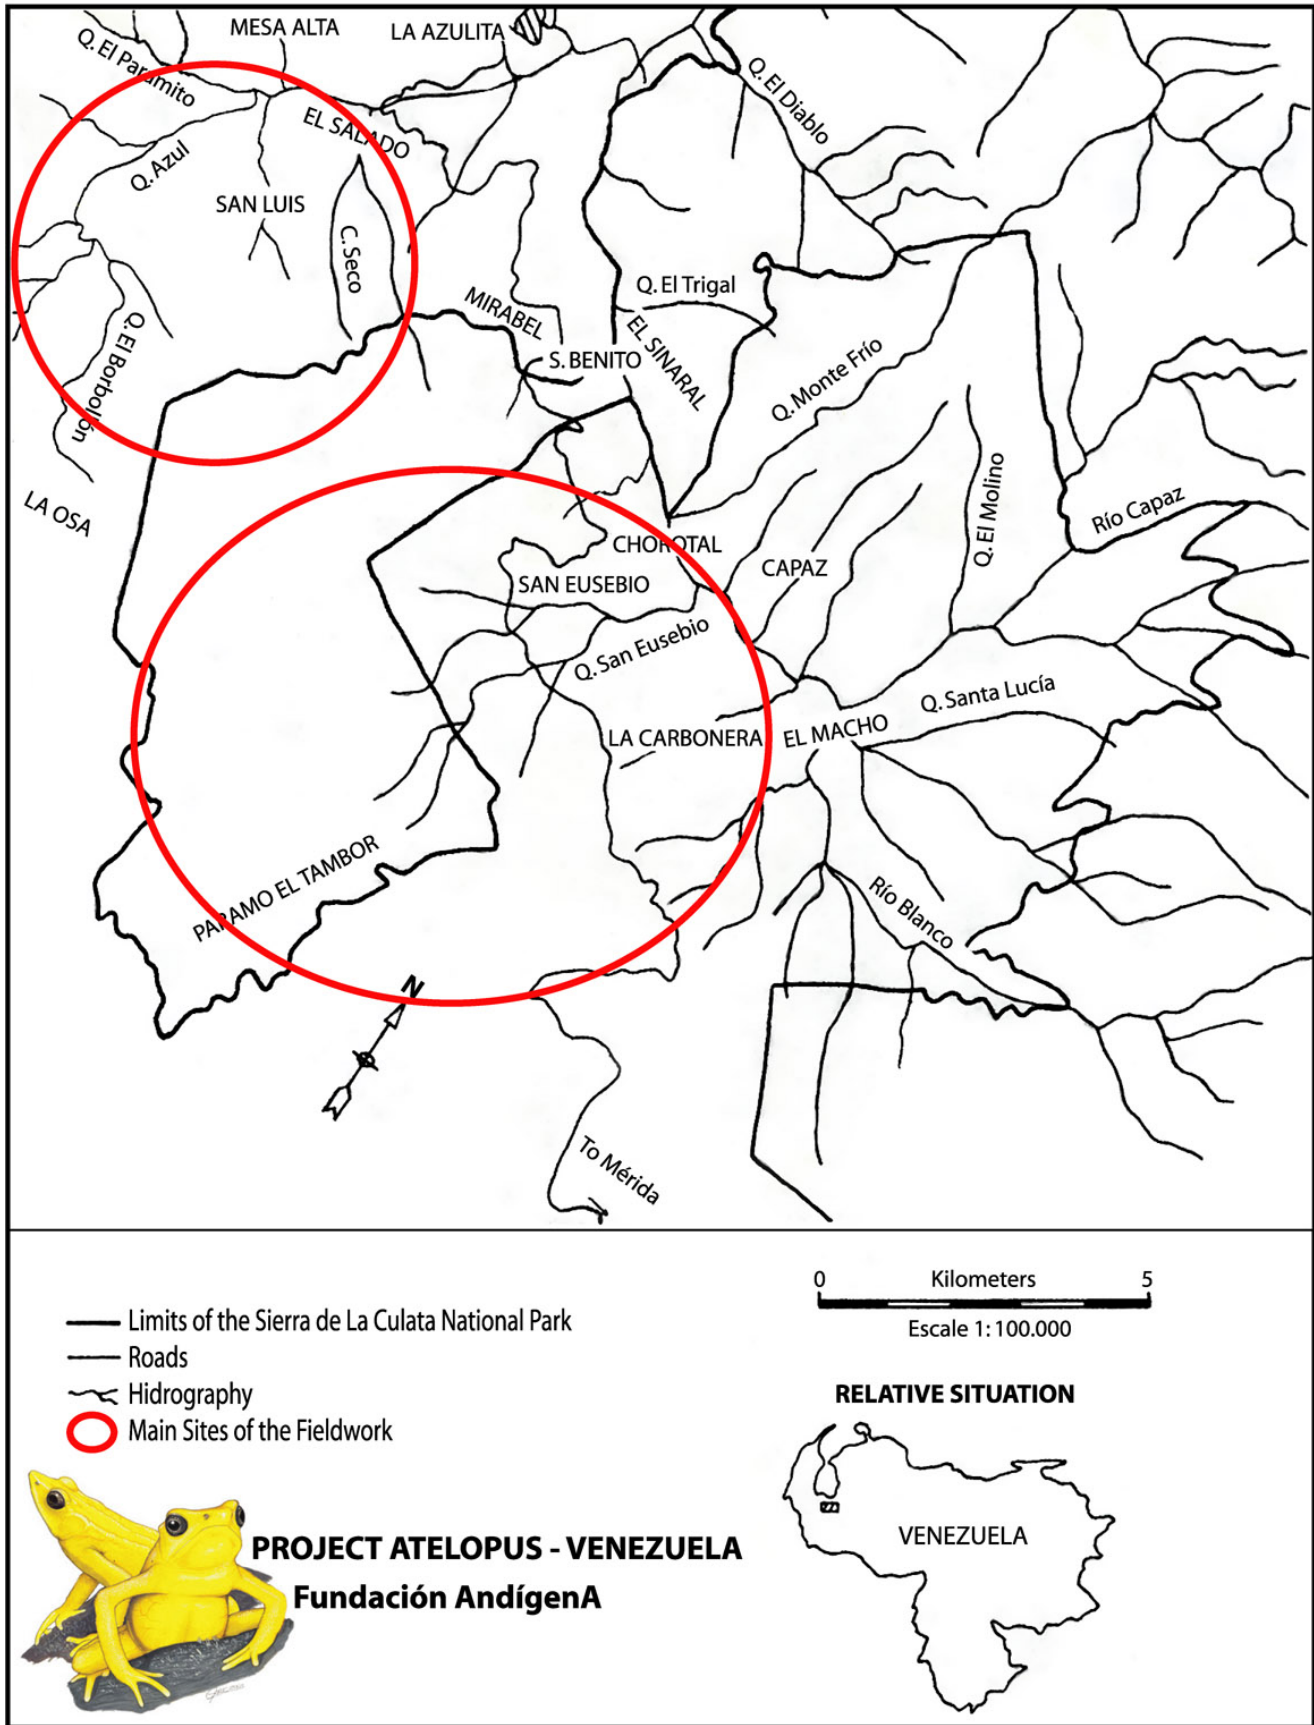 MESA ALTA
LA AZULITA
Q. El Paramito
Q. El Diablo
EL SALADO
Q. Azul
SAN LUIS
C. Seco
Q. El Trigal
MIRABEL
EL SINARAL
S. BENITO
Q. El Borbollón
Q. Monte Frío
Q. El Molino
LA OSA
Río Capaz
CHOROTAL
CAPAZ
SAN EUSEBIO
Q. San Eusebio
Q. Santa Lucía
LA CARBONERA
EL MACHO
PARAMO EL TAMBOR
Río Blanco
N
To Mérida
0 Kilometers 5
Escale 1:100.000
Limits of the Sierra de La Culata National Park
Roads
Hidrography
Main Sites of the Fieldwork
RELATIVE SITUATION
VENEZUELA
PROJECT ATELOPUS - VENEZUELA
Fundación AndígenA